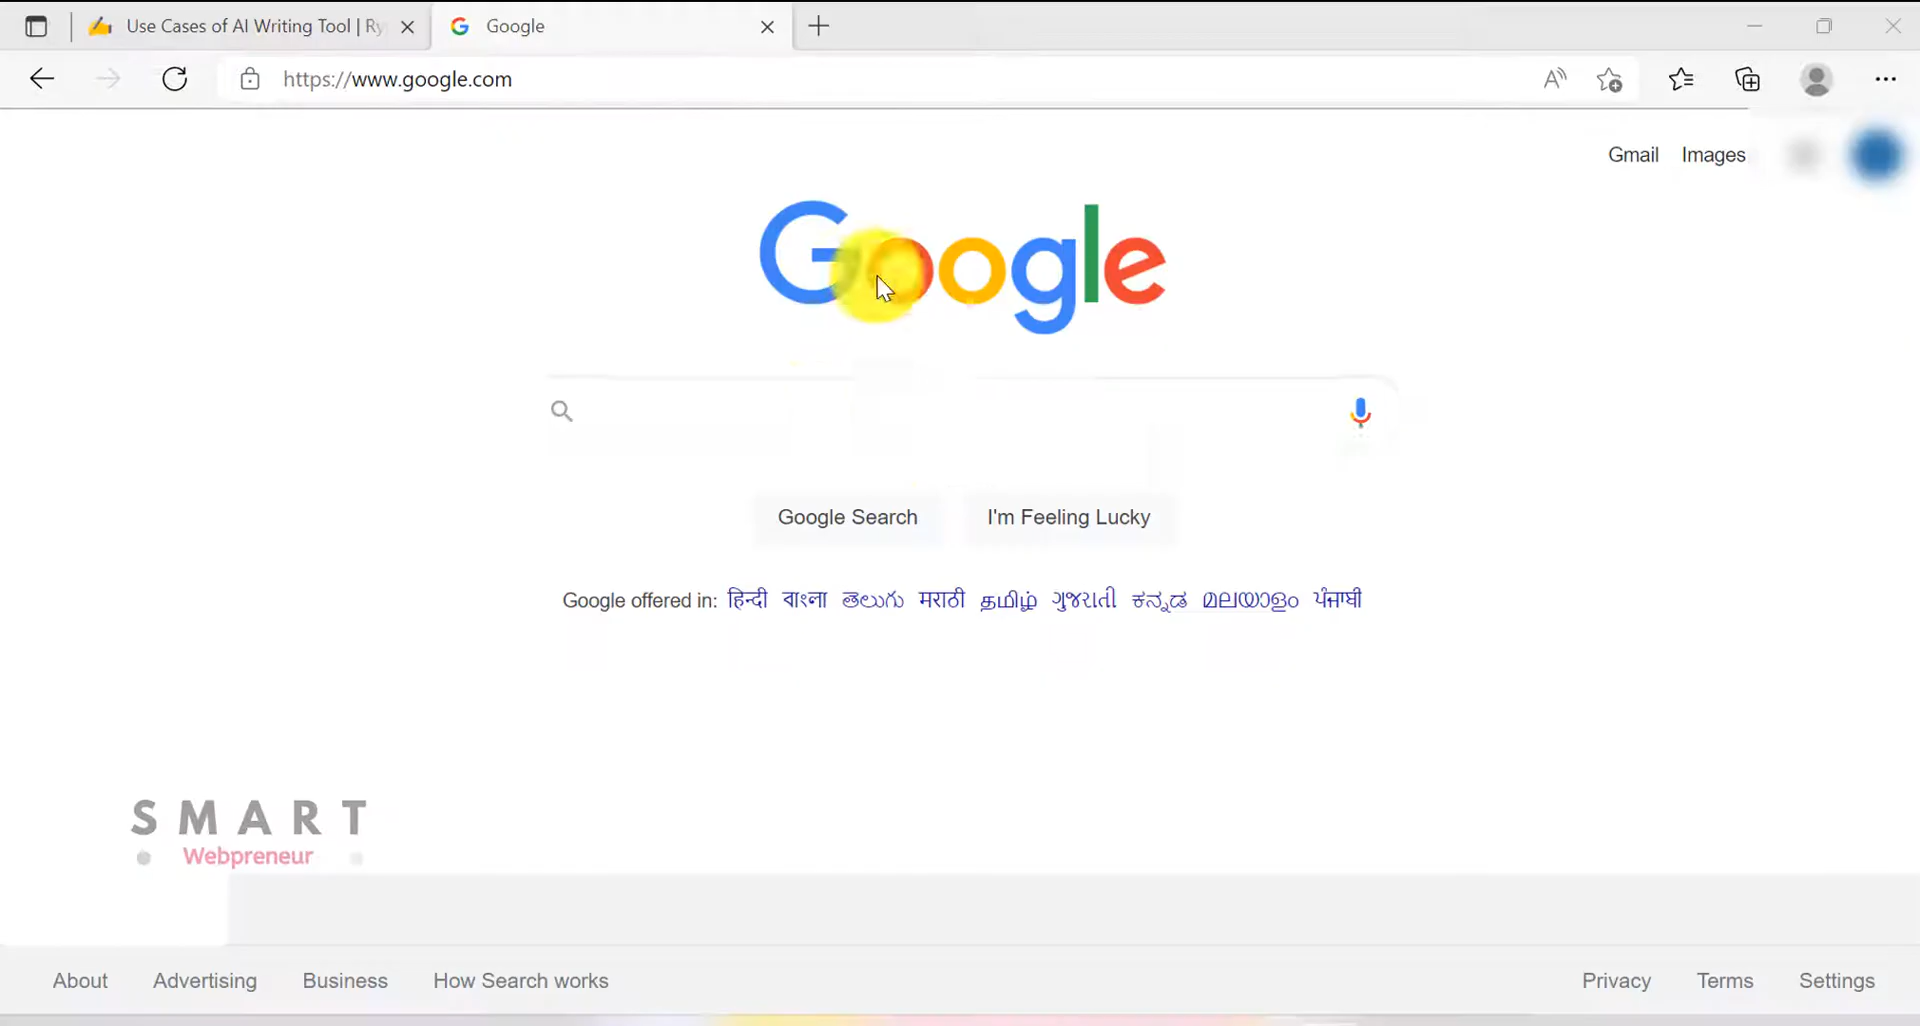 Use Cases of AI Writing Tool | Ry
Google
https://www.google.com
Gmail Images
Google
Google Search I'm Feeling Lucky
Google offered in: हिन्दी বাংলা తెలుగు मराठी தமிழ் ગુજરાતી ಕನ್ನಡ മലയാളം ਪੰਜਾਬੀ
SMART
Webpreneur
About Advertising Business How Search works Privacy Terms Settings